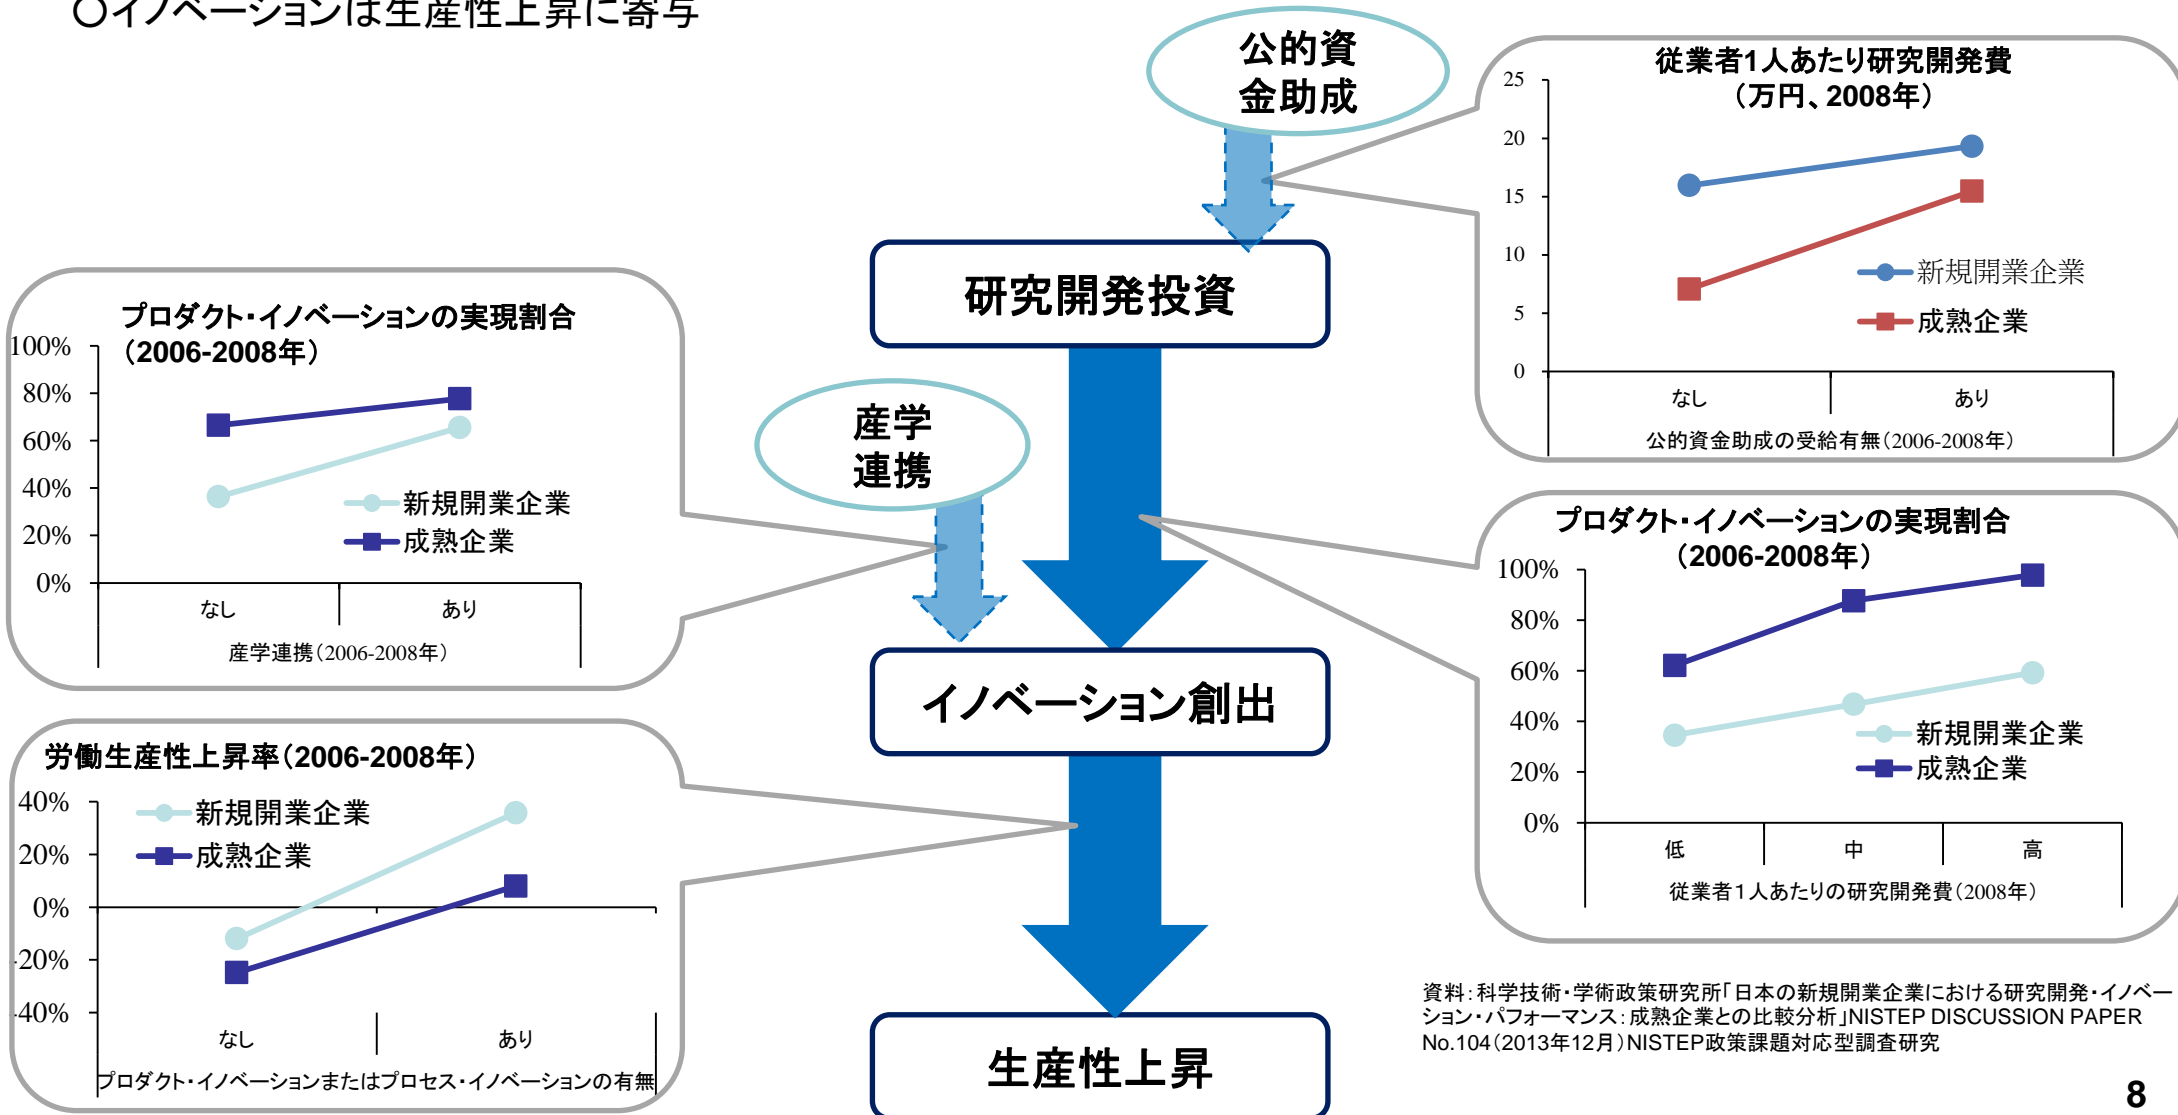 〇イノベーションは生産性上昇に寄与
公的資
金助成
従業者1人あたり研究開発費
（万円、2008年）
25
20
15
10
5
0
新規開業企業
成熟企業
なし
あり
公的資金助成の受給有無（2006-2008年）
研究開発投資
プロダクト・イノベーションの実現割合
（2006-2008年）
100%
80%
60%
40%
20%
0%
新規開業企業
成熟企業
なし
あり
産学連携（2006-2008年）
産学
連携
プロダクト・イノベーションの実現割合
（2006-2008年）
100%
80%
60%
40%
20%
0%
新規開業企業
成熟企業
低
中
高
従業者１人あたりの研究開発費（2008年）
イノベーション創出
労働生産性上昇率（2006-2008年）
40%
20%
0%
-20%
-40%
新規開業企業
成熟企業
なし
あり
プロダクト・イノベーションまたはプロセス・イノベーションの有無
生産性上昇
資料：科学技術・学術政策研究所「日本の新規開業企業における研究開発・イノベー
ション・パフォーマンス：成熟企業との比較分析」NISTEP DISCUSSION PAPER
No.104（2013年12月）NISTEP政策課題対応型調査研究
8